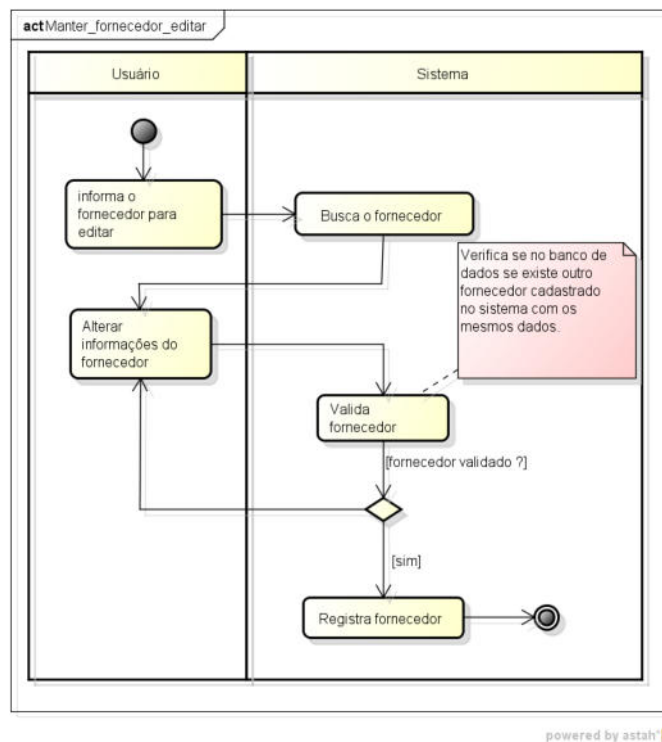 act Manter_fornecedor_editar
Usuário
Sistema
informa o
fornecedor para
editar
Busca o fornecedor
Verifica se no banco de
dados se existe outro
fornecedor cadastrado
no sistema com os
mesmos dados.
Alterar
informações do
fornecedor
Valida
fornecedor
[fornecedor validado ?]
[sim]
Registra fornecedor
powered by astah*